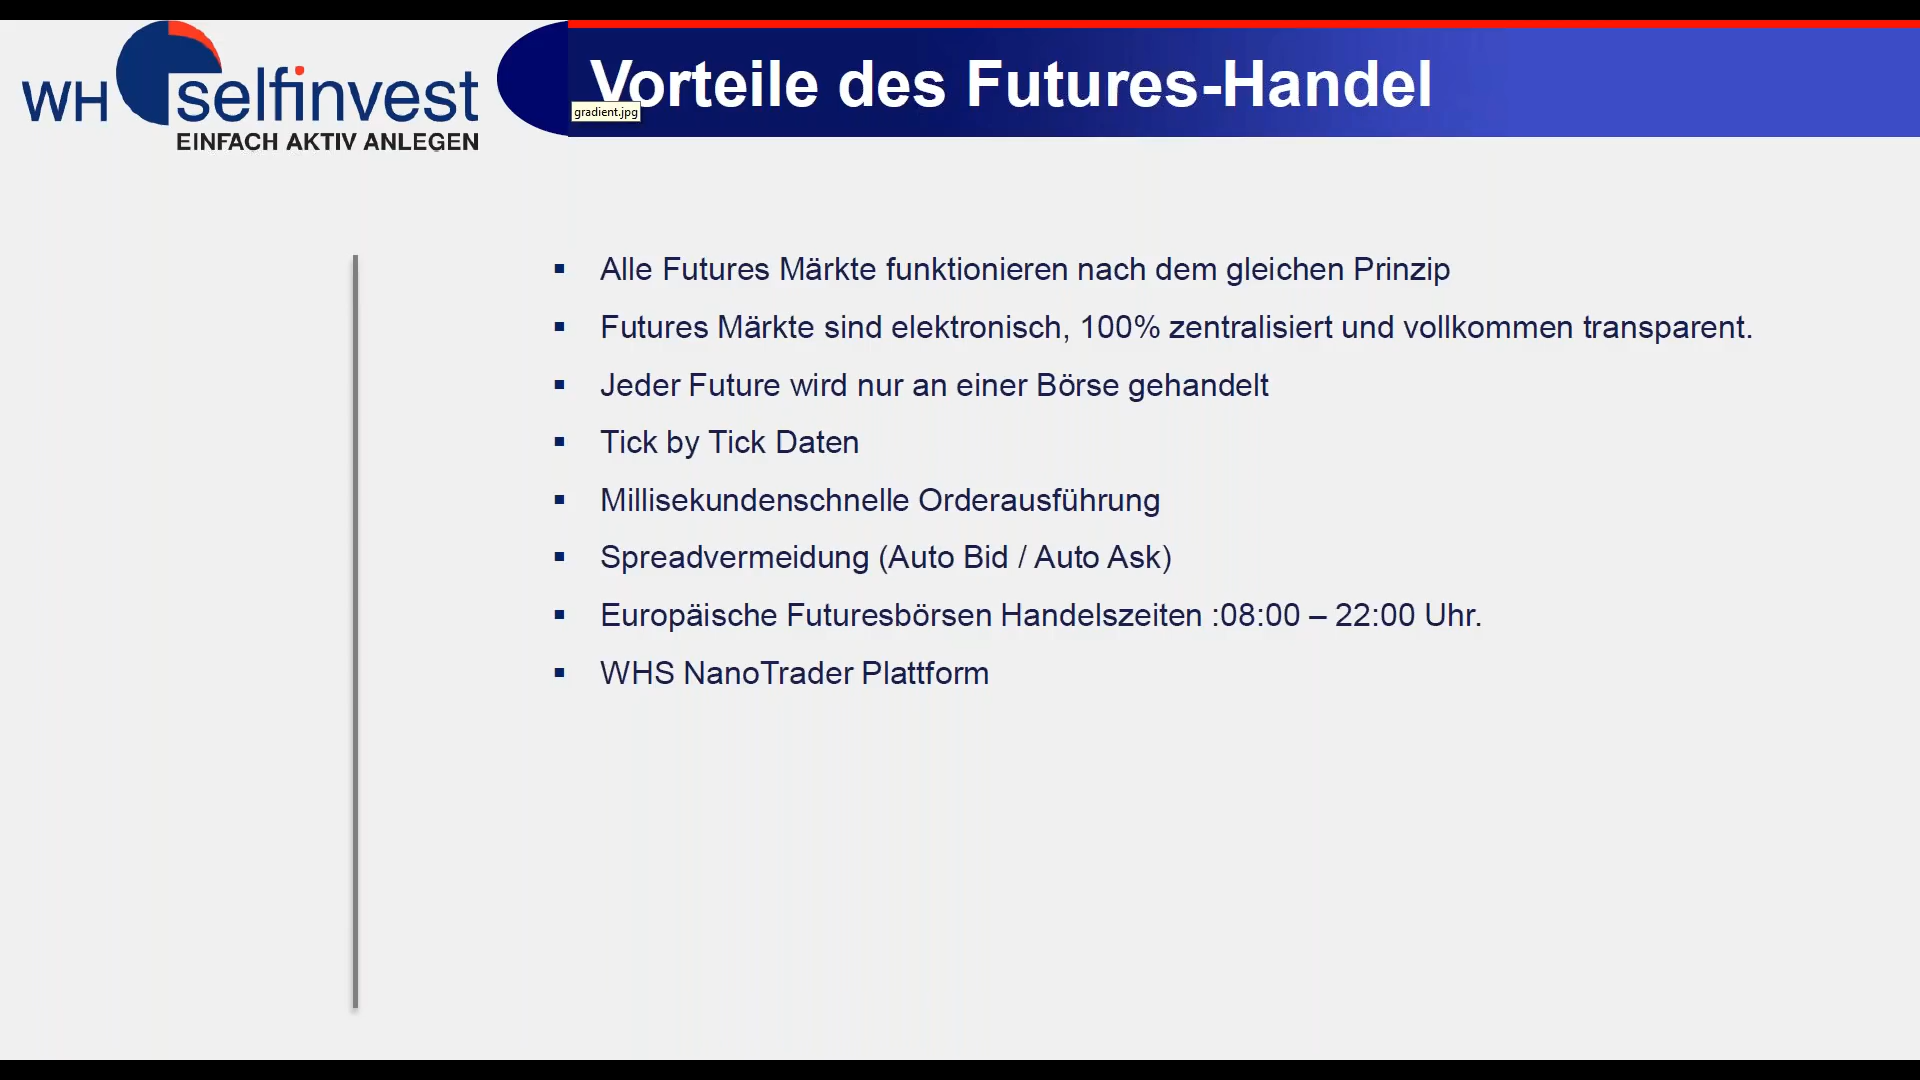 WH selfinvest
EINFACH AKTIV ANLEGEN
Vorteile des Futures-Handel
gradient.jpg
▪ Alle Futures Märkte funktionieren nach dem gleichen Prinzip
▪ Futures Märkte sind elektronisch, 100% zentralisiert und vollkommen transparent.
▪ Jeder Future wird nur an einer Börse gehandelt
▪ Tick by Tick Daten
▪ Millisekundenschnelle Orderausführung
▪ Spreadvermeidung (Auto Bid / Auto Ask)
▪ Europäische Futuresbörsen Handelszeiten :08:00 – 22:00 Uhr.
▪ WHS NanoTrader Plattform